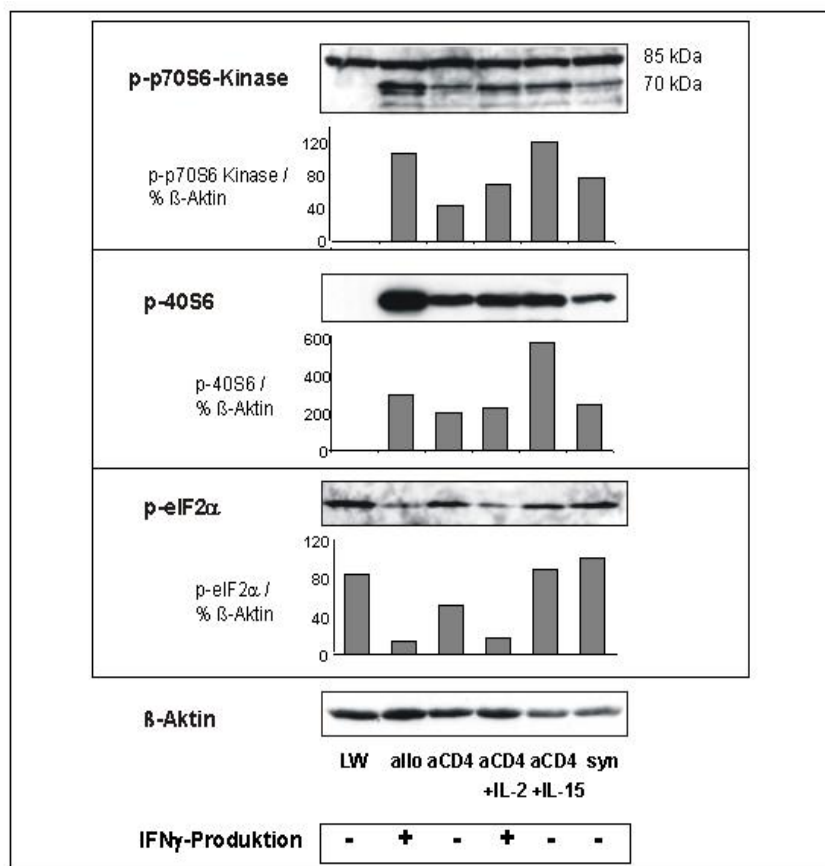 p-p70S6-Kinase
85 kDa
70 kDa
p-p70S6 Kinase /
% ß-Aktin
120
80
40
0
p-40S6
p-40S6 /
% ß-Aktin
600
400
200
0
p-eIF2α
p-eIF2α /
% ß-Aktin
120
80
40
0
ß-Aktin
LW allo aCD4 aCD4 aCD4 syn
+IL-2 +IL-15
IFNγ-Produktion - + - + - -